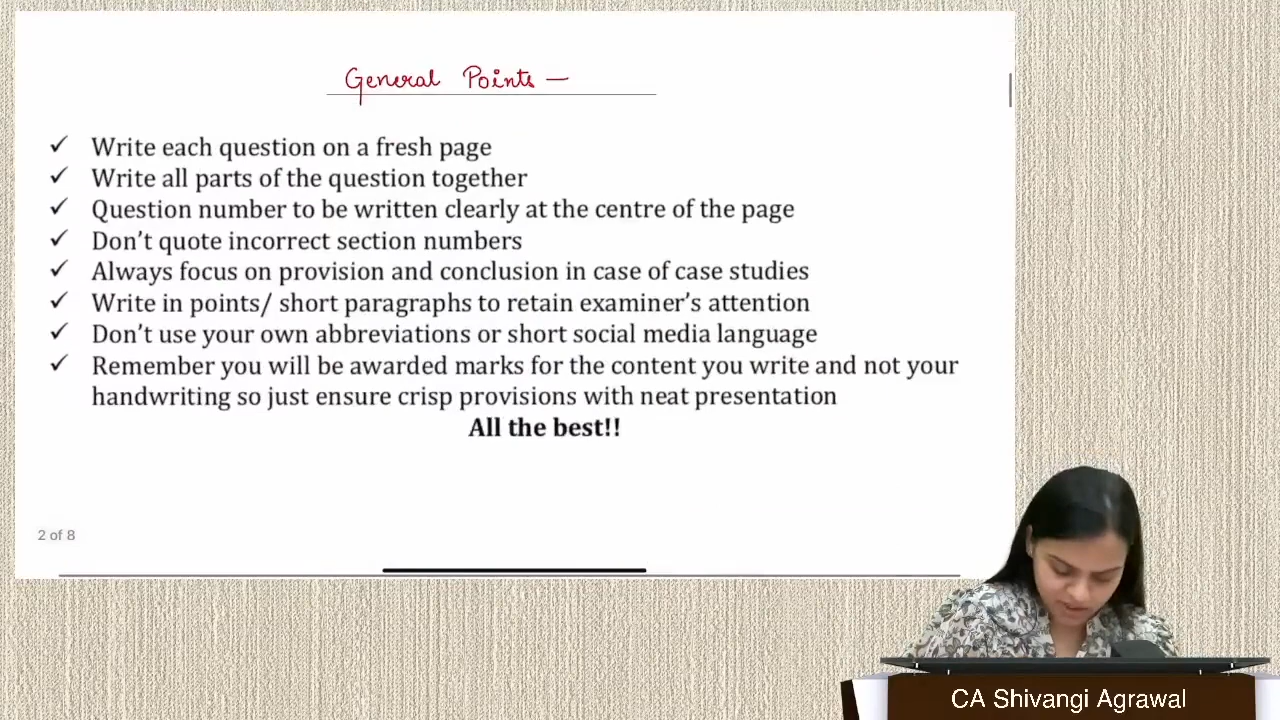 General Points —
✓ Write each question on a fresh page
✓ Write all parts of the question together
✓ Question number to be written clearly at the centre of the page
✓ Don’t quote incorrect section numbers
✓ Always focus on provision and conclusion in case of case studies
✓ Write in points/ short paragraphs to retain examiner’s attention
✓ Don’t use your own abbreviations or short social media language
✓ Remember you will be awarded marks for the content you write and not your
handwriting so just ensure crisp provisions with neat presentation
All the best!!
2 of 8
CA Shivangi Agrawal